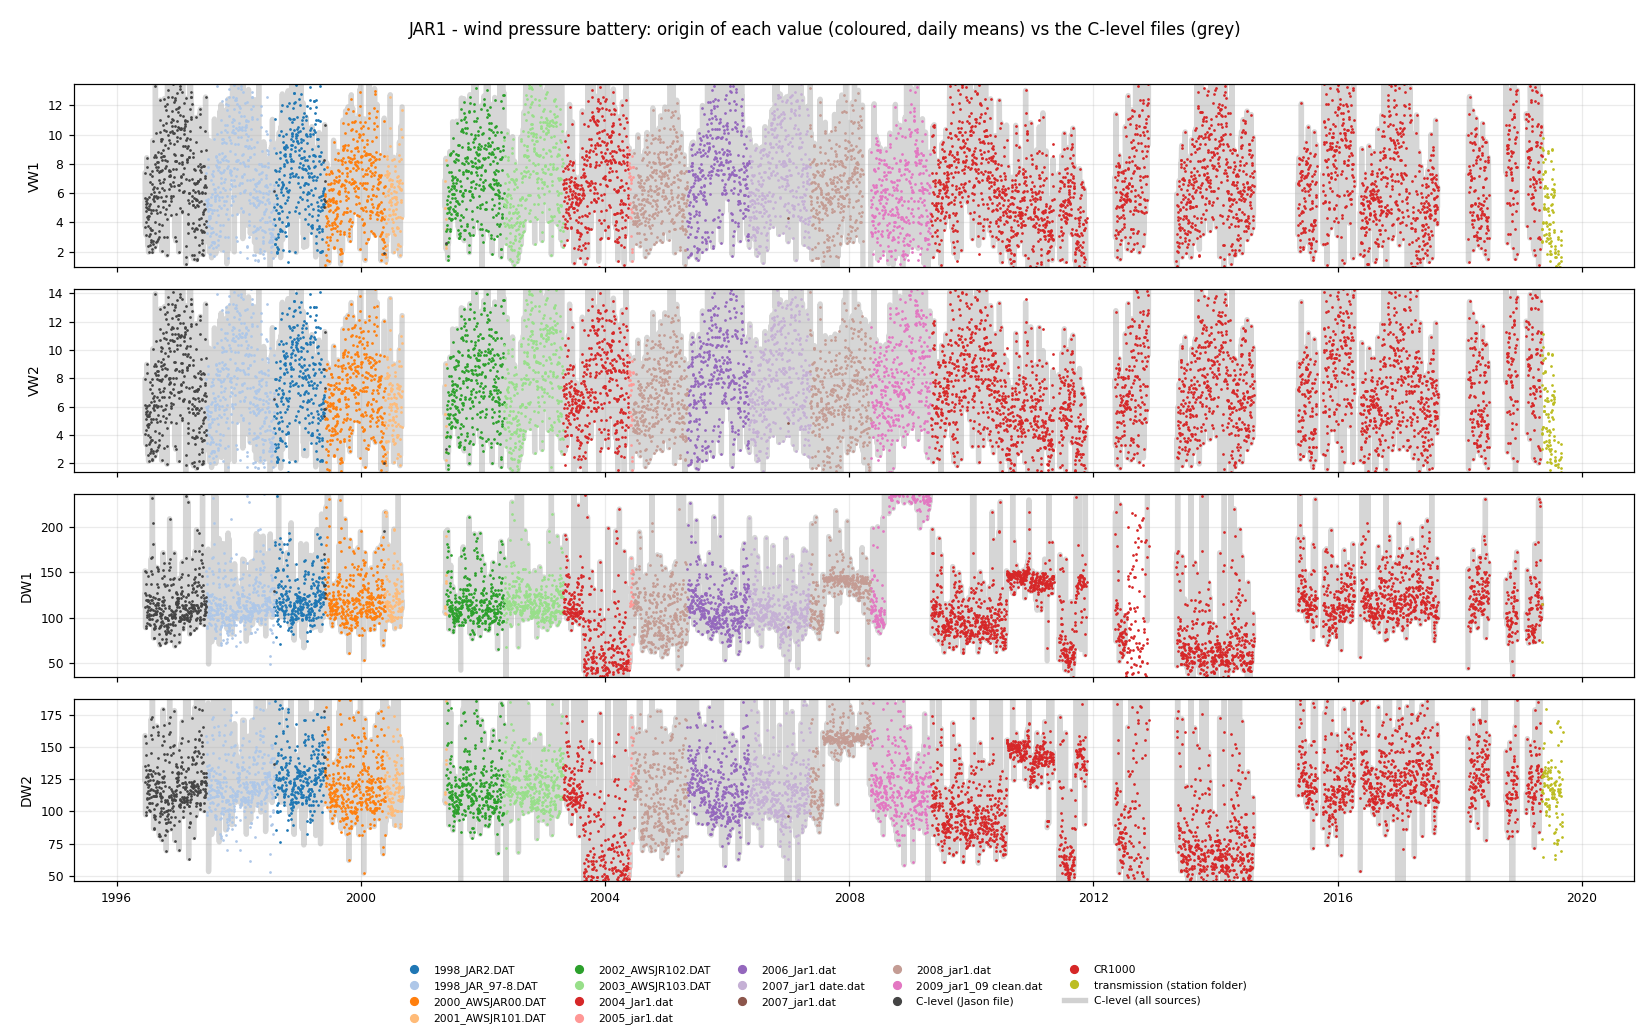 JAR1 - wind pressure battery: origin of each value (coloured, daily means) vs the C-level files (grey)
VW1
12
10
8
6
4
2
VW2
14
12
10
8
6
4
2
DW1
200
150
100
50
DW2
175
150
125
100
75
50
1996
2000
2004
2008
2012
2016
2020
1998_JAR2.DAT
1998_JAR_97-8.DAT
2000_AWSJAR00.DAT
2001_AWSJR101.DAT
2002_AWSJR102.DAT
2003_AWSJR103.DAT
2004_Jar1.dat
2005_jar1.dat
2006_Jar1.dat
2007_jar1 date.dat
2007_jar1.dat
2008_jar1.dat
2009_jar1_09 clean.dat
C-level (Jason file)
CR1000
transmission (station folder)
C-level (all sources)